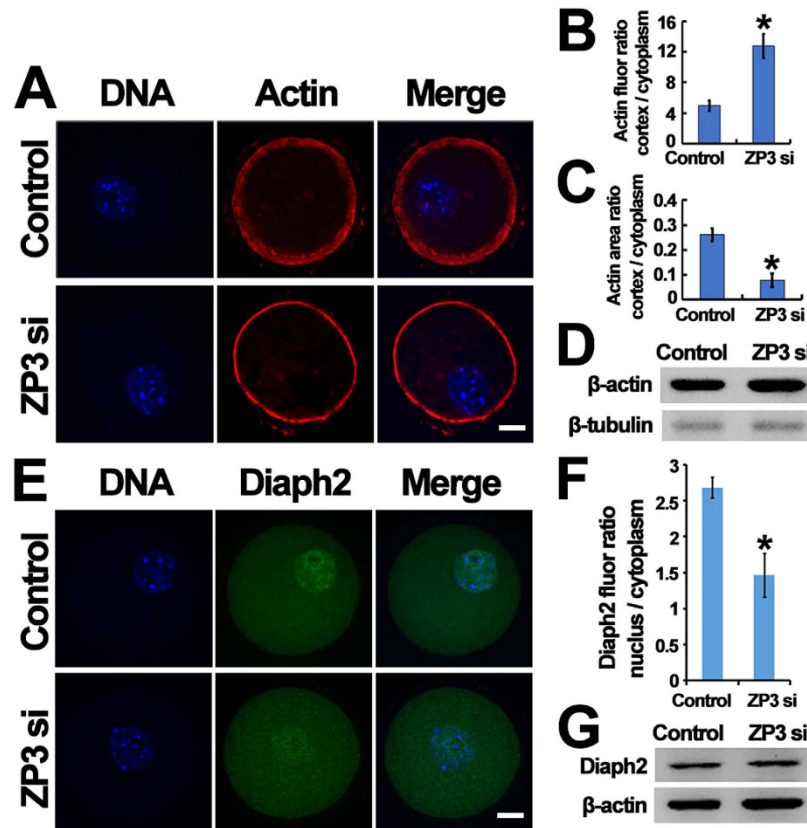 A
DNA Actin Merge
Control
ZP3 si
B
Actin fluor ratio
cortex / cytoplasm
16
12
8
4
0
Control ZP3 si
*
C
Actin area ratio
cortex / cytoplasm
0.4
0.3
0.2
0.1
0
Control ZP3 si
*
D
Control ZP3 si
β-actin
β-tubulin
E
DNA Diaph2 Merge
Control
ZP3 si
F
Diaph2 fluor ratio
nuclus / cytoplasm
3
2.5
2
1.5
1
0.5
0
Control ZP3 si
*
G
Control ZP3 si
Diaph2
β-actin